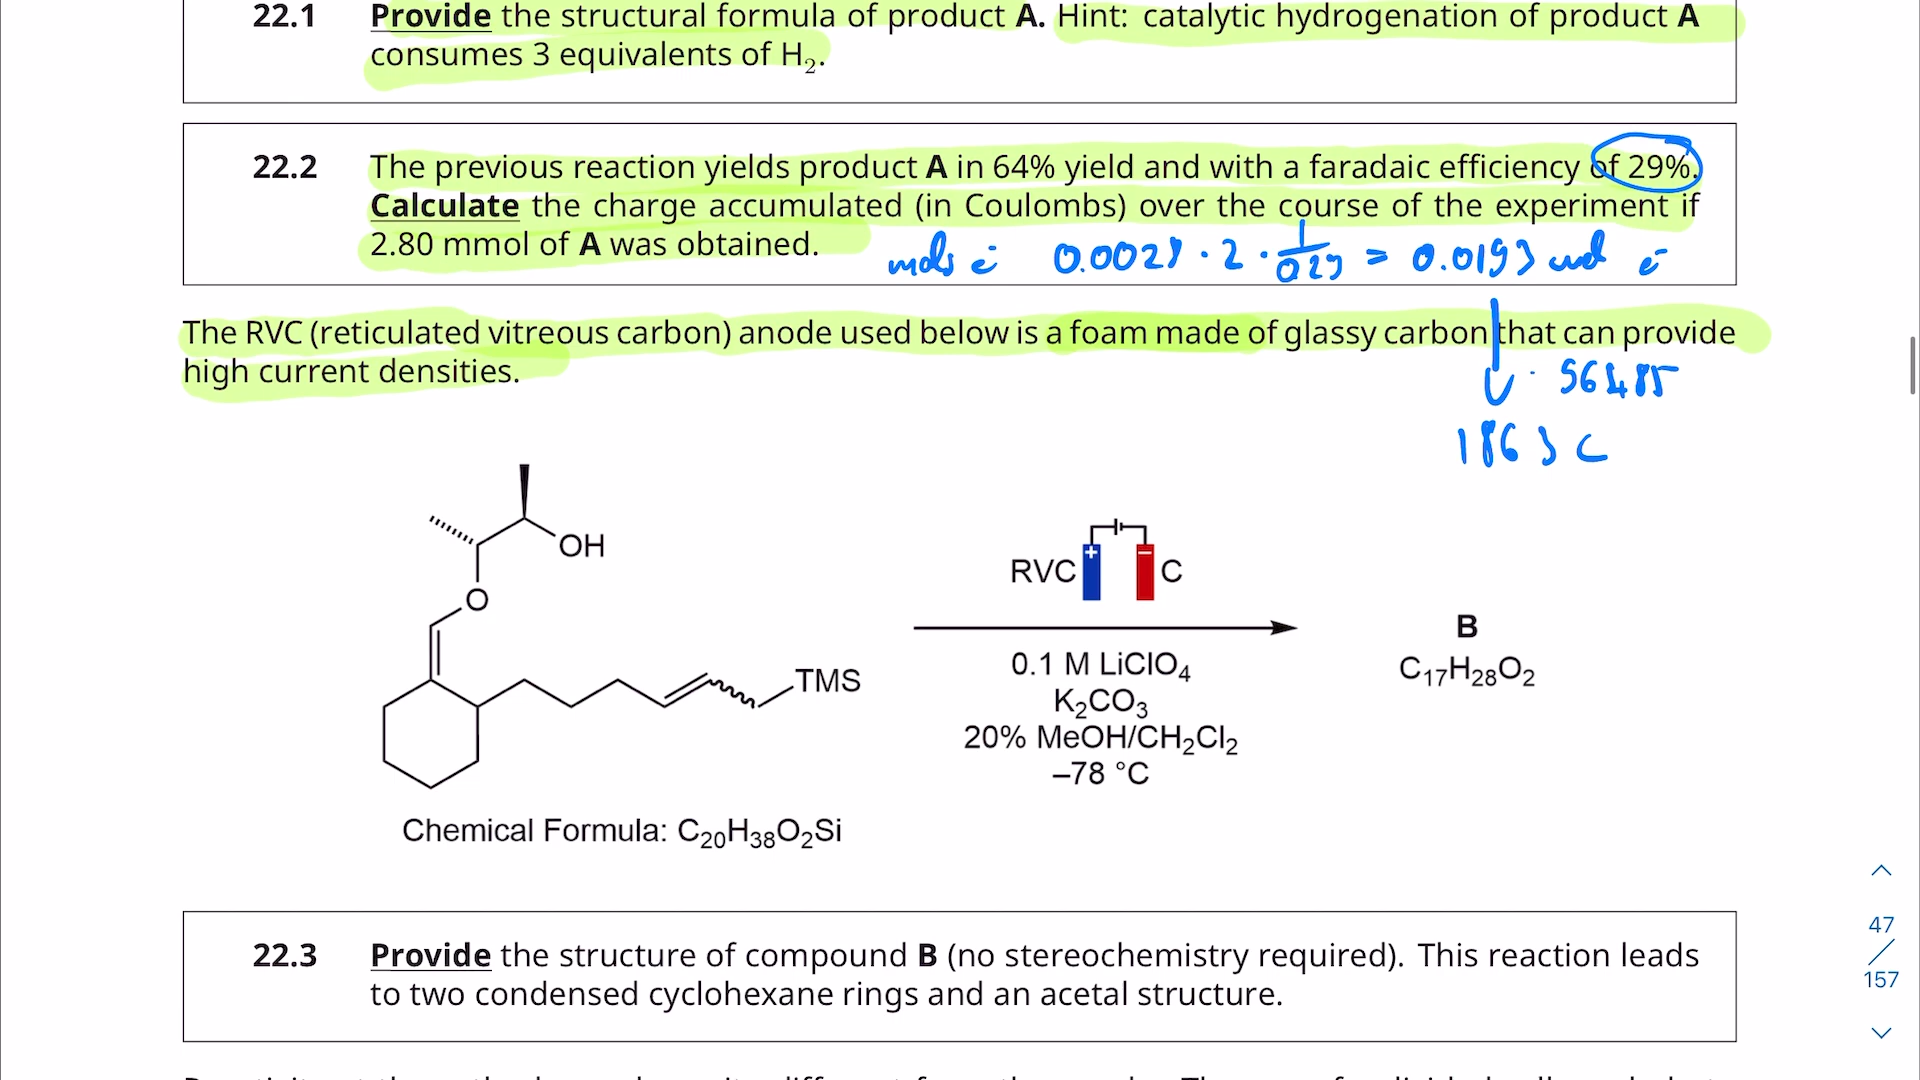 22.1 Provide the structural formula of product A. Hint: catalytic hydrogenation of product A
consumes 3 equivalents of H₂.
22.2 The previous reaction yields product A in 64% yield and with a faradaic efficiency of 29%.
Calculate the charge accumulated (in Coulombs) over the course of the experiment if
2.80 mmol of A was obtained.
mols e⁻ 0.0028 · 2 · 1/0.29 = 0.0193 mol e⁻
The RVC (reticulated vitreous carbon) anode used below is a foam made of glassy carbon that can provide
high current densities.
· 96485
1863 C
OH
O
TMS
Chemical Formula: C₂₀H₃₈O₂Si
RVC + − C
0.1 M LiClO₄
K₂CO₃
20% MeOH/CH₂Cl₂
–78 °C
B
C₁₇H₂₈O₂
47
157
22.3 Provide the structure of compound B (no stereochemistry required). This reaction leads
to two condensed cyclohexane rings and an acetal structure.